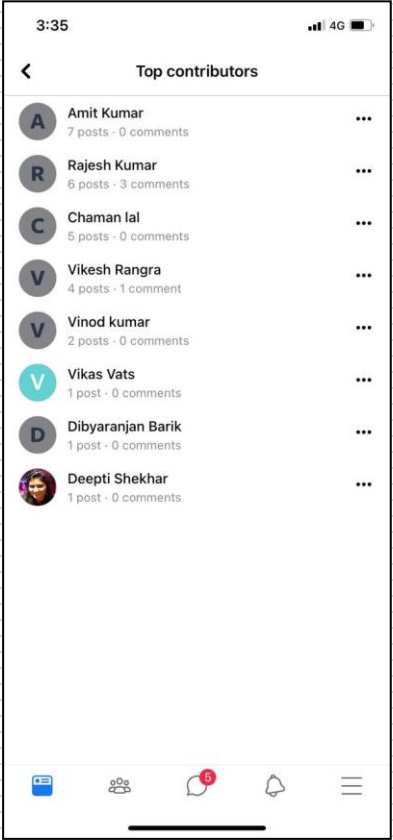 3:35 4G
Top contributors
A Amit Kumar
7 posts · 0 comments
R Rajesh Kumar
6 posts · 3 comments
C Chaman lal
5 posts · 0 comments
V Vikesh Rangra
4 posts · 1 comment
V Vinod kumar
2 posts · 0 comments
V Vikas Vats
1 post · 0 comments
D Dibyaranjan Barik
1 post · 0 comments
Deepti Shekhar
1 post · 0 comments
5